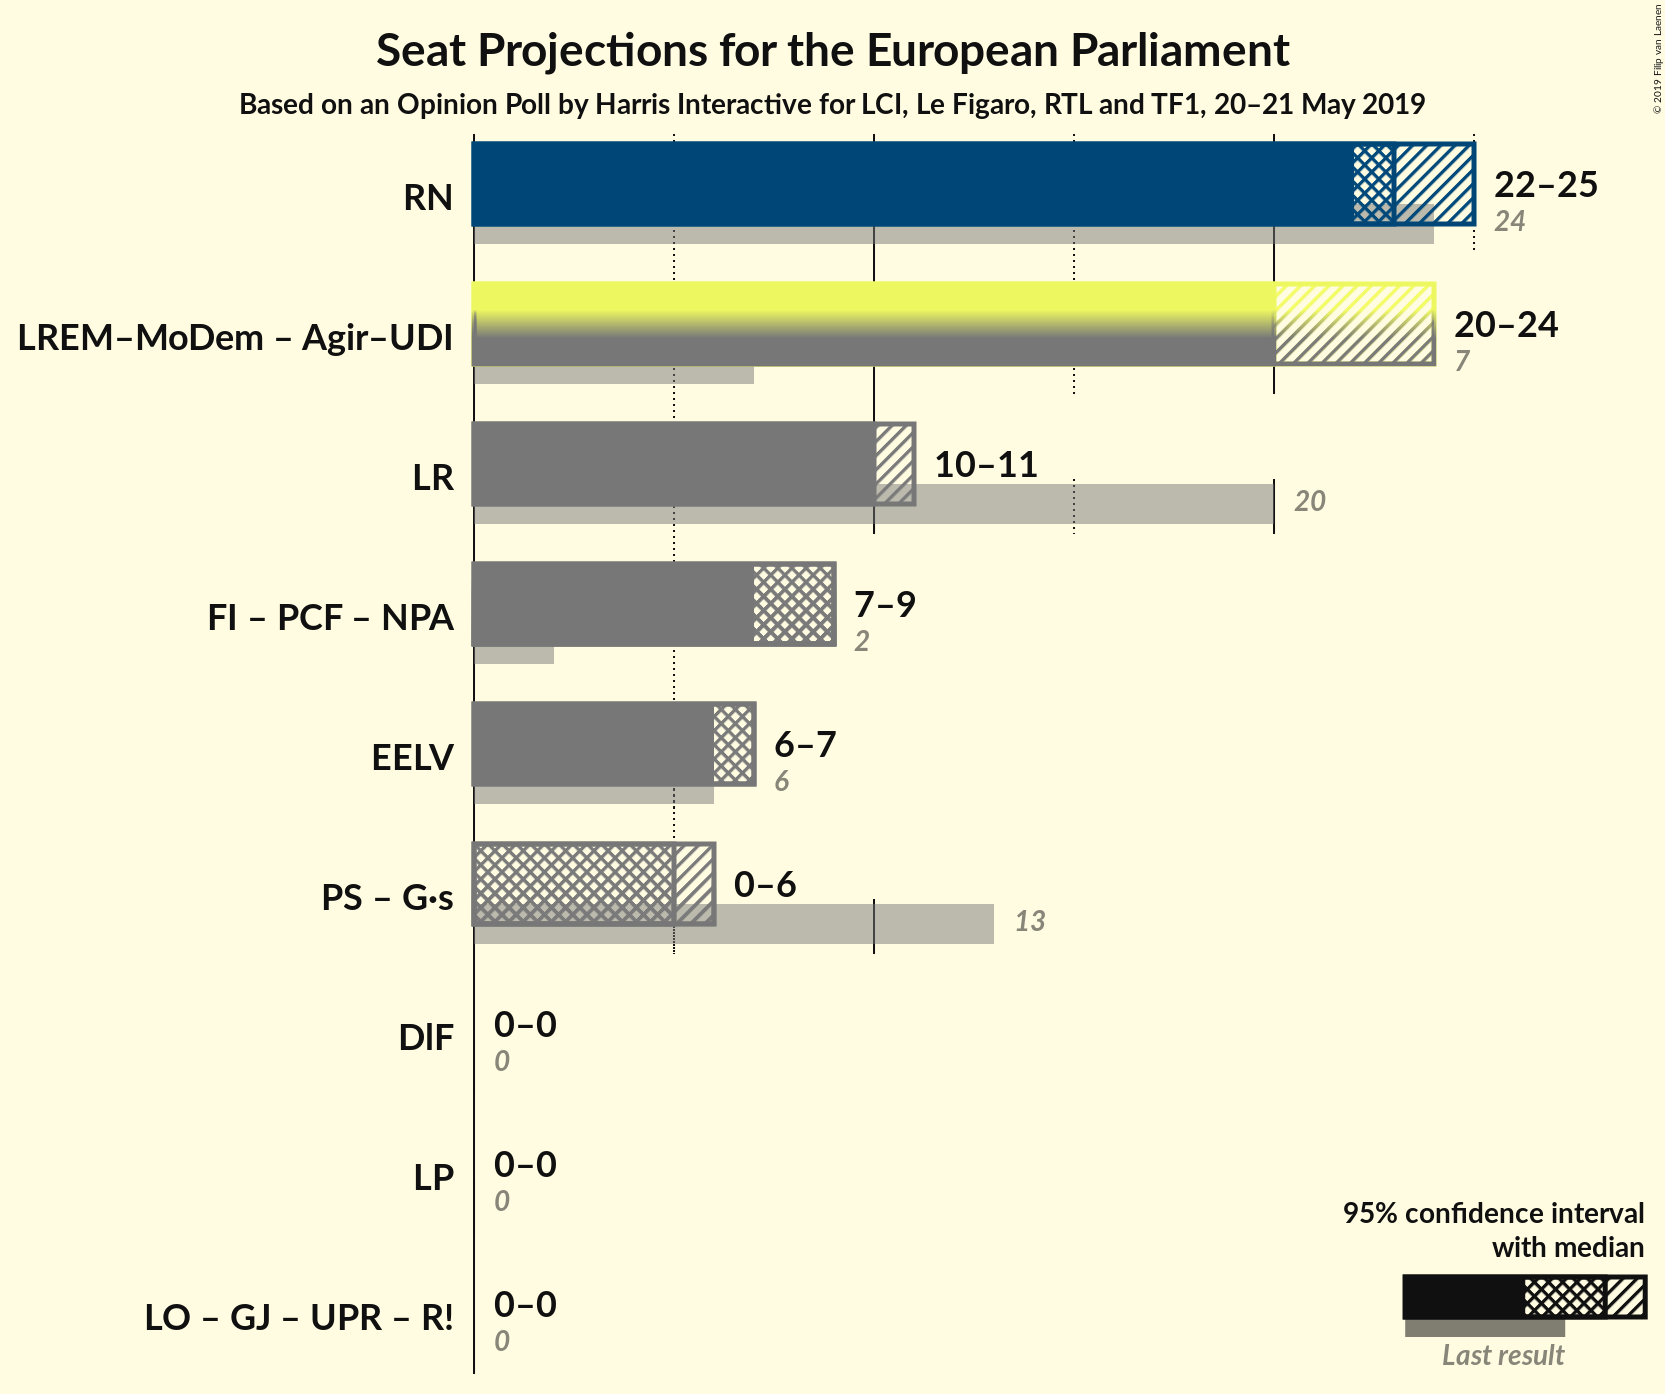 Seat Projections for the European Parliament
Based on an Opinion Poll by Harris Interactive for LCI, Le Figaro, RTL and TF1, 20–21 May 2019
© 2019 Filip van Laenen
RN
22–25
24
LREM–MoDem – Agir–UDI
20–24
7
LR
10–11
20
FI – PCF – NPA
7–9
2
EELV
6–7
6
PS – G·s
0–6
13
DlF
0–0
0
LP
0–0
0
LO – GJ – UPR – R!
0–0
0
95% confidence interval
with median
Last result